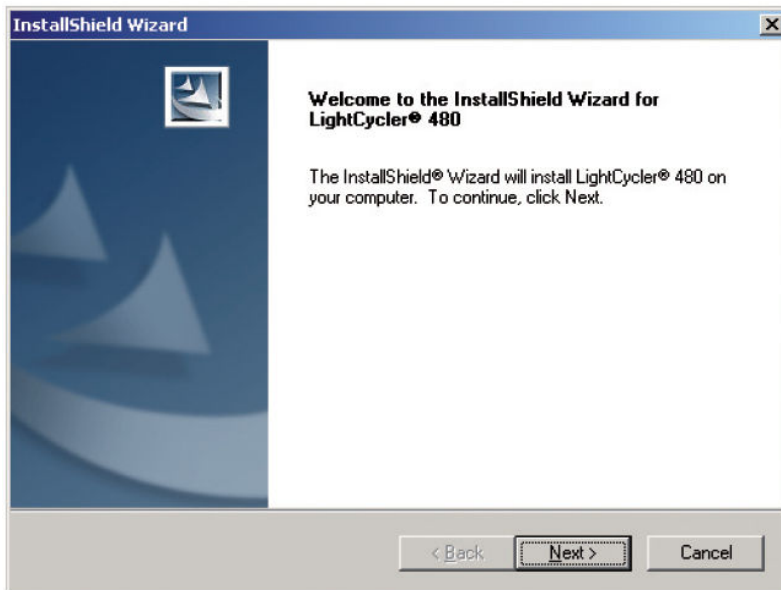 InstallShield Wizard
Welcome to the InstallShield Wizard for
LightCycler® 480
The InstallShield® Wizard will install LightCycler® 480 on
your computer. To continue, click Next.
< Back Next > Cancel